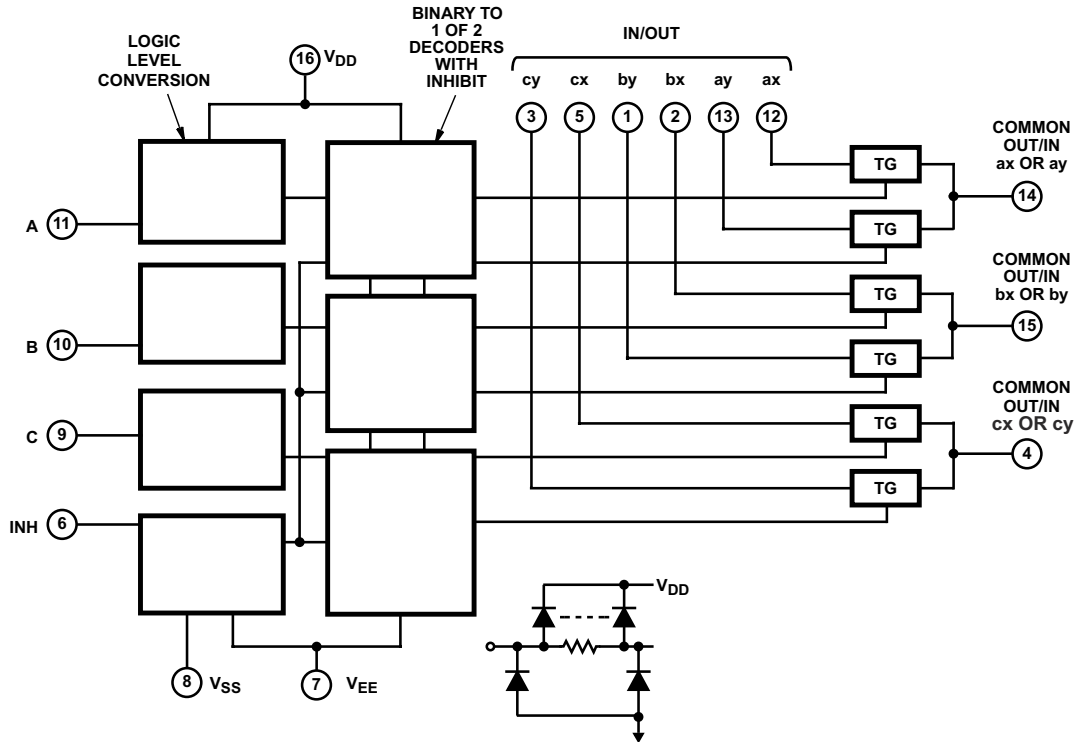 LOGIC
LEVEL
CONVERSION
16 VDD
BINARY TO
1 OF 2
DECODERS
WITH
INHIBIT
IN/OUT
cy cx by bx ay ax
3 5 1 2 13 12
TG
COMMON
OUT/IN
ax OR ay
14
A 11
TG
TG
COMMON
OUT/IN
bx OR by
15
B 10
TG
TG
COMMON
OUT/IN
cx OR cy
4
C 9
TG
INH 6
8 VSS
7 VEE
VDD